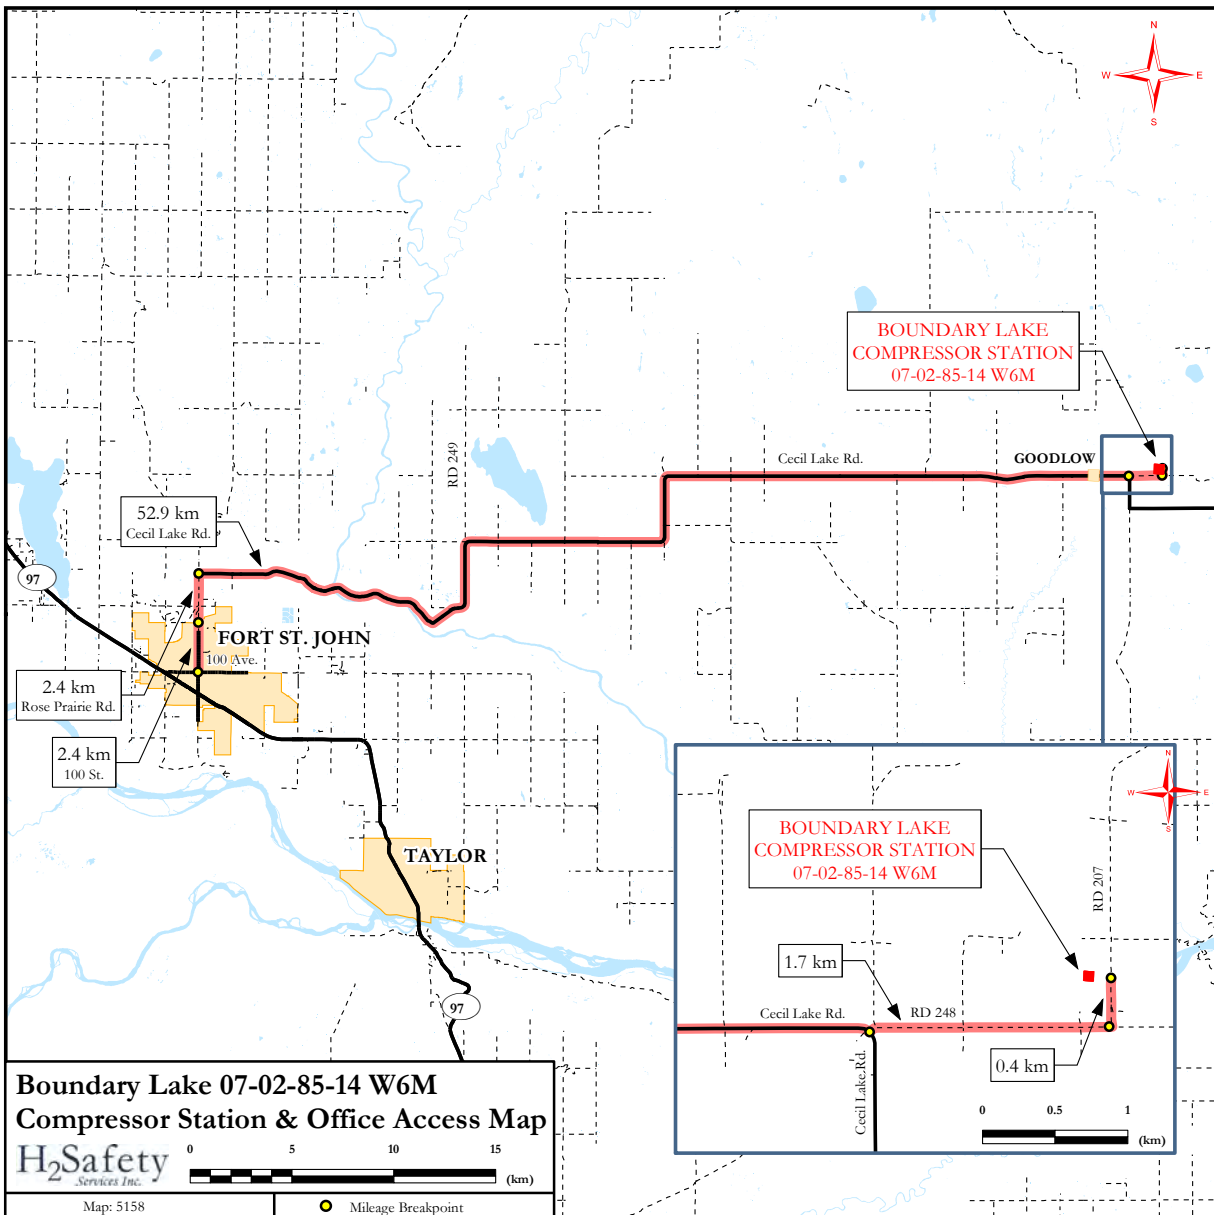 N
W E
S
BOUNDARY LAKE
COMPRESSOR STATION
07-02-85-14 W6M
RD 249
Cecil Lake Rd.
GOODLOW
52.9 km
Cecil Lake Rd.
97
FORT ST. JOHN
100 Ave.
2.4 km
Rose Prairie Rd.
2.4 km
100 St.
TAYLOR
97
N
W E
S
BOUNDARY LAKE
COMPRESSOR STATION
07-02-85-14 W6M
RD 207
1.7 km
Cecil Lake Rd.
RD 248
0.4 km
Cecil Lake Rd.
0 0.5 1
(km)
Boundary Lake 07-02-85-14 W6M
Compressor Station & Office Access Map
H2Safety
Services Inc.
0 5 10 15
(km)
Map: 5158
Mileage Breakpoint